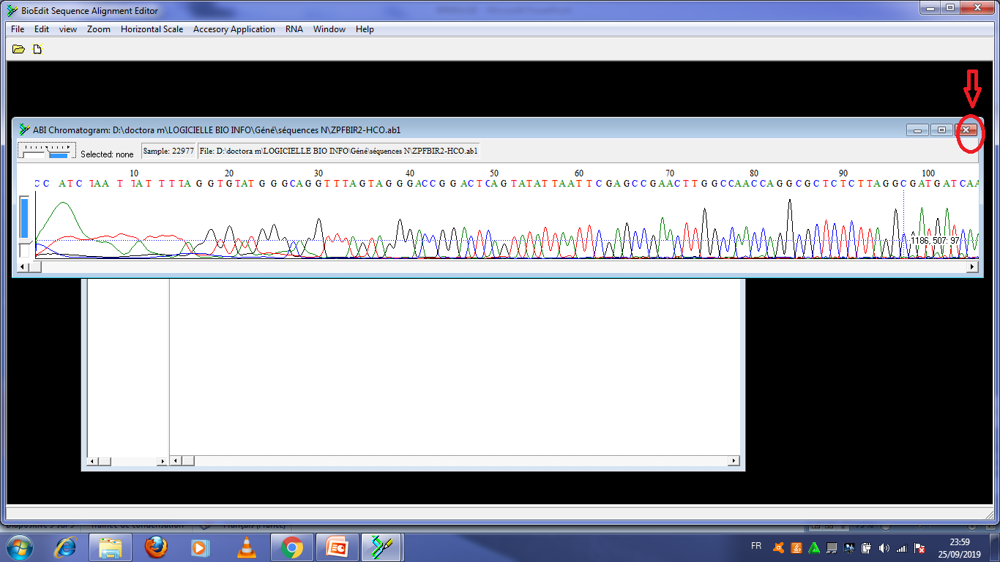 BioEdit Sequence Alignment Editor
File Edit view Zoom Horizontal Scale Accesory Application RNA Window Help
ABI Chromatogram: D:\doctora m\LOGICIELLE BIO INFO\Géné\séquences N\ZPFBIR2-HCO.ab1
Selected: none Sample: 22977 File: D:\doctora m\LOGICIELLE BIO INFO\Géné\séquences N\ZPFBIR2-HCO.ab1
10 20 30 40 50 60 70 80 90 100
C C ATC TAA T TAT TTTA G GTGTAT G GGCAGGTTTAGTAGGGACCGGACTCAGTATATTAATTCGAGCCGAACTTGGCCAACCAGGCGCTCTCTTAGGCGATGATCAA
1186, 507: 97
FR
23:59
25/09/2019